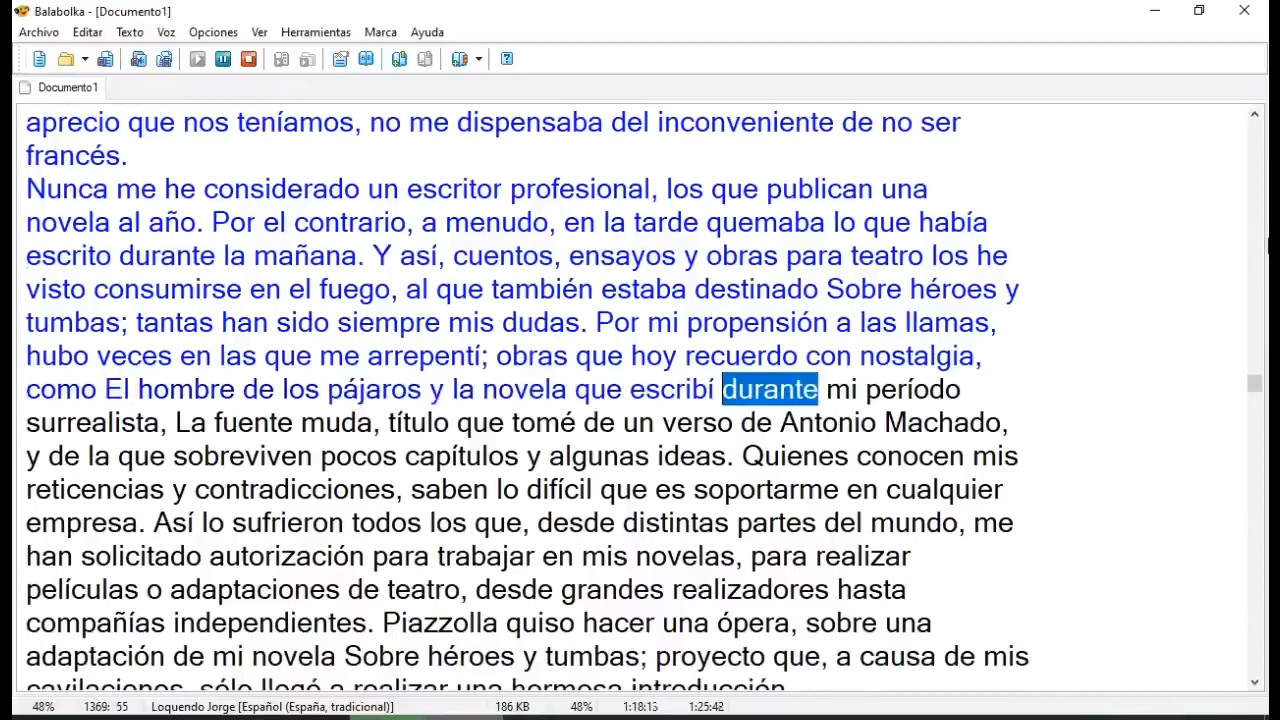 Balabolka - [Documento1]
Archivo Editar Texto Voz Opciones Ver Herramientas Marca Ayuda
Documento1
aprecio que nos teníamos, no me dispensaba del inconveniente de no ser
francés.
Nunca me he considerado un escritor profesional, los que publican una
novela al año. Por el contrario, a menudo, en la tarde quemaba lo que había
escrito durante la mañana. Y así, cuentos, ensayos y obras para teatro los he
visto consumirse en el fuego, al que también estaba destinado Sobre héroes y
tumbas; tantas han sido siempre mis dudas. Por mi propensión a las llamas,
hubo veces en las que me arrepentí; obras que hoy recuerdo con nostalgia,
como El hombre de los pájaros y la novela que escribí durante mi período
surrealista, La fuente muda, título que tomé de un verso de Antonio Machado,
y de la que sobreviven pocos capítulos y algunas ideas. Quienes conocen mis
reticencias y contradicciones, saben lo difícil que es soportarme en cualquier
empresa. Así lo sufrieron todos los que, desde distintas partes del mundo, me
han solicitado autorización para trabajar en mis novelas, para realizar
películas o adaptaciones de teatro, desde grandes realizadores hasta
compañías independientes. Piazzolla quiso hacer una ópera, sobre una
adaptación de mi novela Sobre héroes y tumbas; proyecto que, a causa de mis
cavilaciones, sólo llegó a realizar una hermosa introducción.
48% 1369: 55 Loquendo Jorge [Español (España, tradicional)] 186 KB 48% 1:18:15 1:25:42